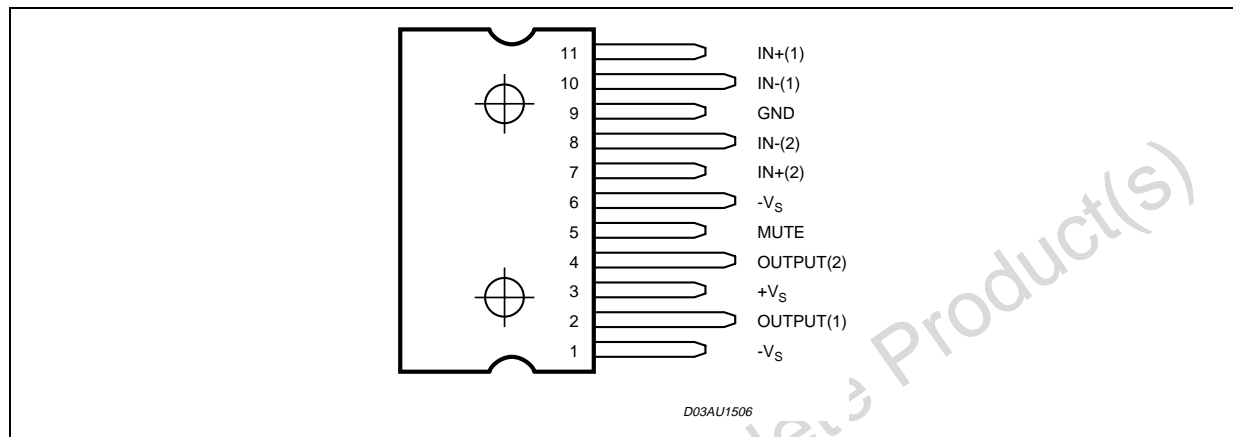 11 IN+(1)
10 IN-(1)
9 GND
8 IN-(2)
7 IN+(2)
6 -VS
5 MUTE
4 OUTPUT(2)
3 +VS
2 OUTPUT(1)
1 -VS
D03AU1506
Product(s)